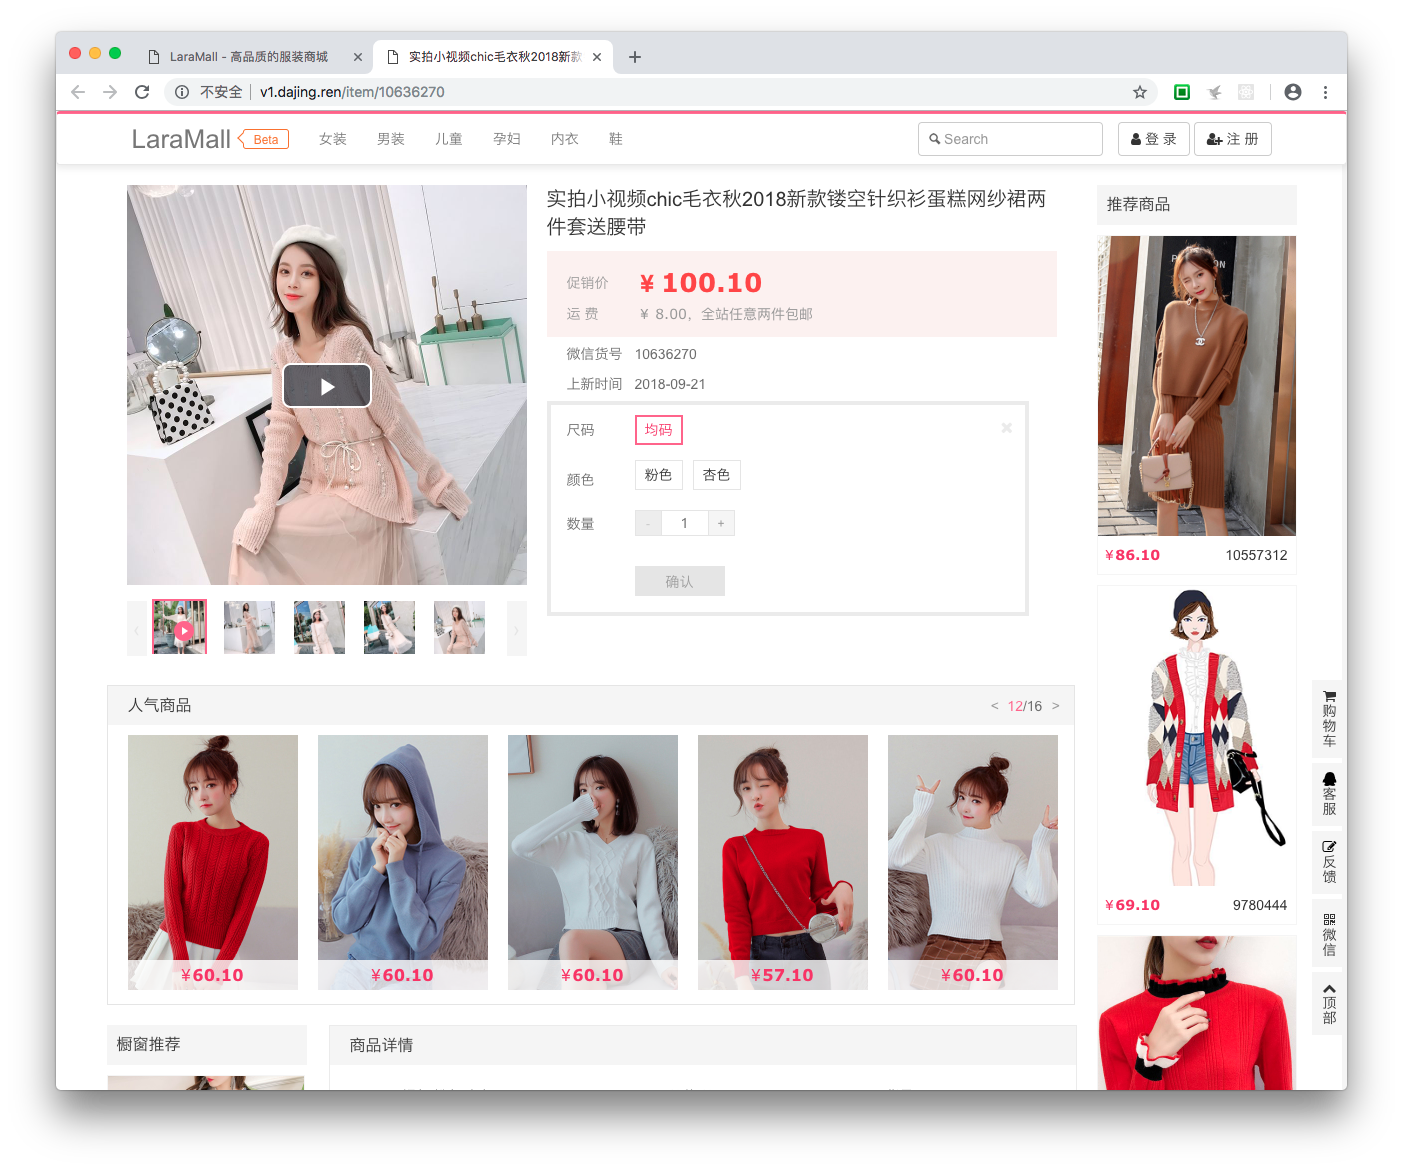 LaraMall - 高品质的服装商城
实拍小视频chic毛衣秋2018新款
不安全
v1.dajing.ren/item/10636270
LaraMall
Beta
女装
男装
儿童
孕妇
内衣
鞋
Search
登 录
注 册
实拍小视频chic毛衣秋2018新款镂空针织衫蛋糕网纱裙两
件套送腰带
促销价
¥ 100.10
运 费
¥ 8.00，全站任意两件包邮
微信货号 10636270
上新时间 2018-09-21
尺码
均码
颜色
粉色
杏色
数量
- 1 +
确认
推荐商品
¥86.10
10557312
¥69.10
9780444
人气商品
< 12/16 >
¥60.10
¥60.10
¥60.10
¥57.10
¥60.10
橱窗推荐
商品详情
购物车
客服
反馈
微信
顶部